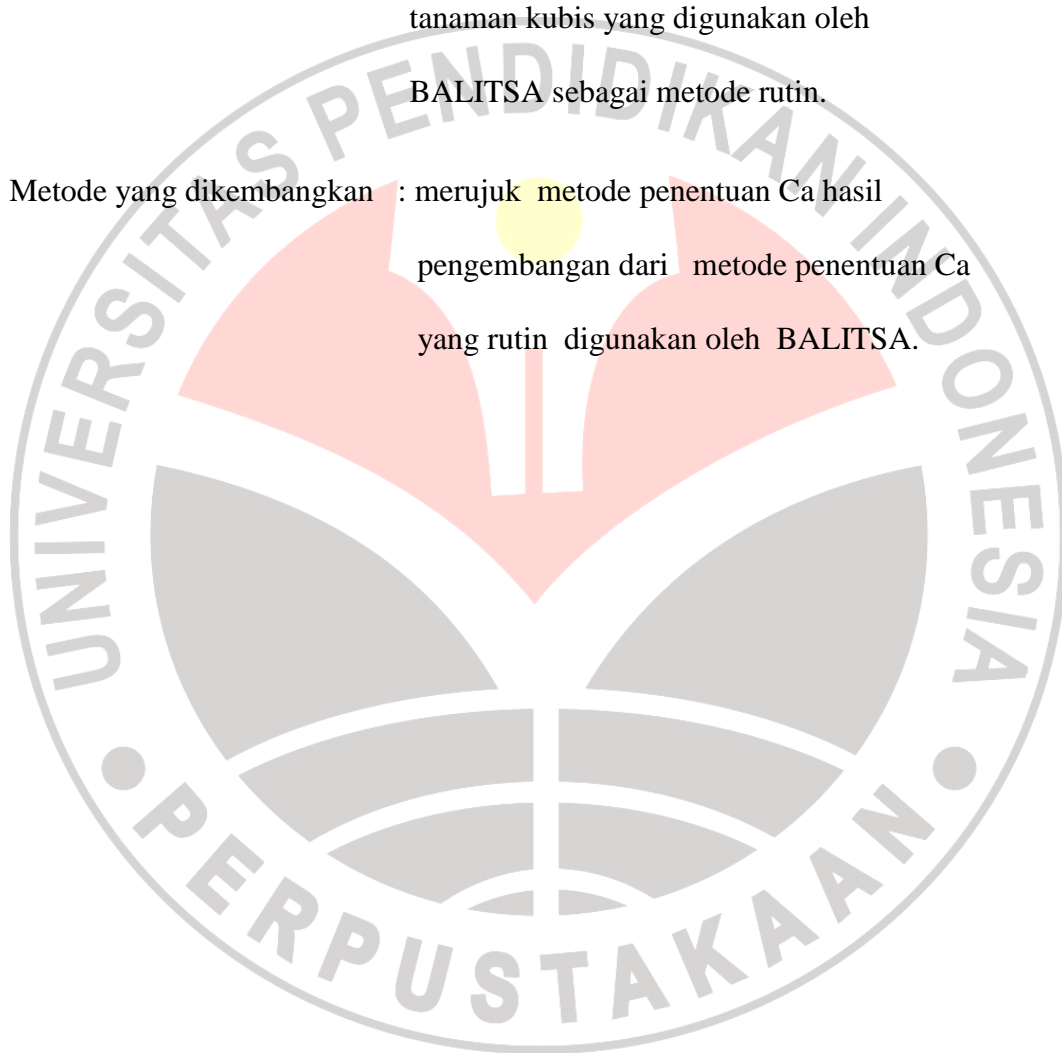 tanaman kubis yang digunakan oleh
BALITSA sebagai metode rutin.
Metode yang dikembangkan : merujuk metode penentuan Ca hasil
pengembangan dari metode penentuan Ca
yang rutin digunakan oleh BALITSA.
UNIVERSITAS PENDIDIKAN INDONESIA
PERPUSTAKAAN